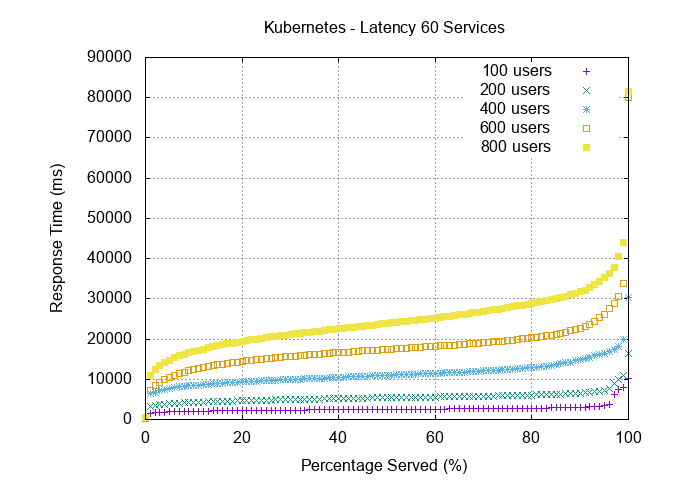 Kubernetes - Latency 60 Services
90000
80000
70000
60000
50000
40000
30000
20000
10000
0
Response Time (ms)
100 users
200 users
400 users
600 users
800 users
0 20 40 60 80 100
Percentage Served (%)